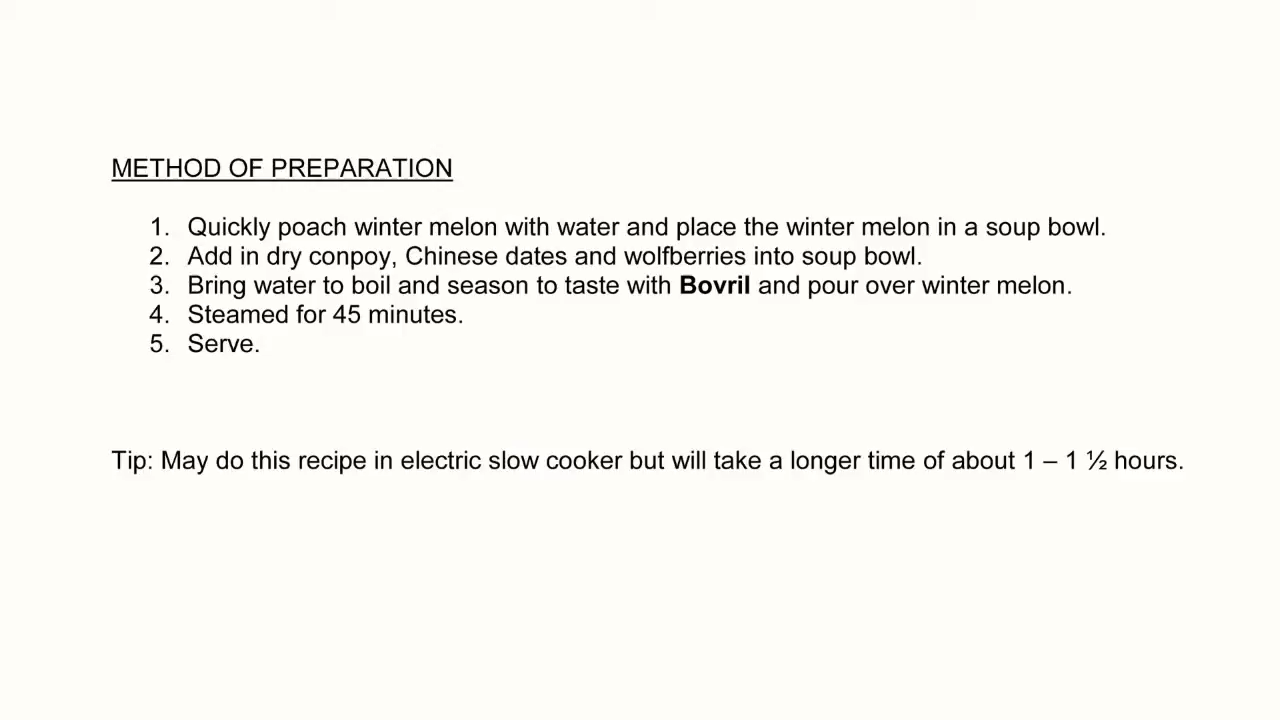 METHOD OF PREPARATION
1. Quickly poach winter melon with water and place the winter melon in a soup bowl.
2. Add in dry conpoy, Chinese dates and wolfberries into soup bowl.
3. Bring water to boil and season to taste with Bovril and pour over winter melon.
4. Steamed for 45 minutes.
5. Serve.
Tip: May do this recipe in electric slow cooker but will take a longer time of about 1 – 1 ½ hours.